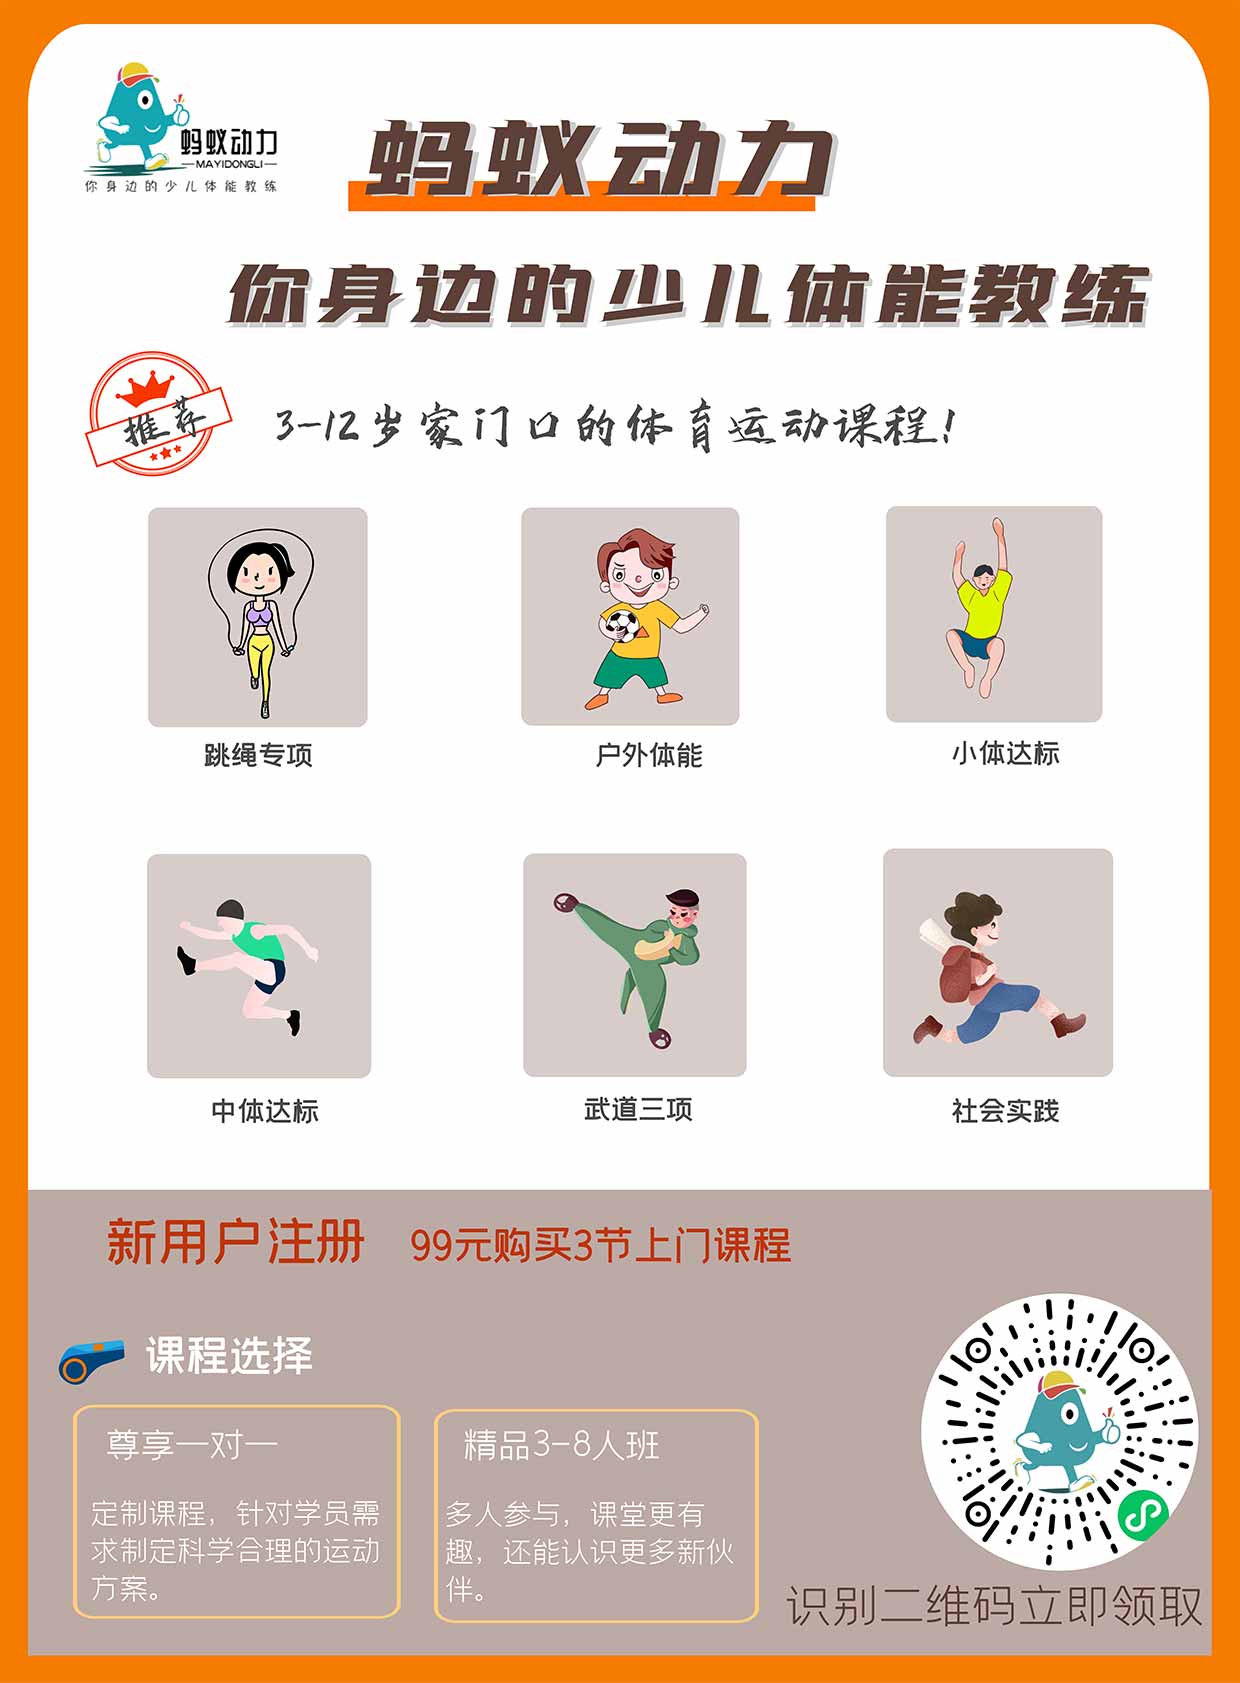 蚂蚁动力
MAYIDONGLI
你身边的少儿体能教练
蚂蚁动力
你身边的少儿体能教练
推荐
3-12岁家门口的体育运动课程!
跳绳专项
户外体能
小体达标
中体达标
武道三项
社会实践
新用户注册
99元购买3节上门课程
课程选择
尊享一对一
定制课程，针对学员需
求制定科学合理的运动
方案。
精品3-8人班
多人参与，课堂更有
趣，还能认识更多新伙
伴。
识别二维码立即领取